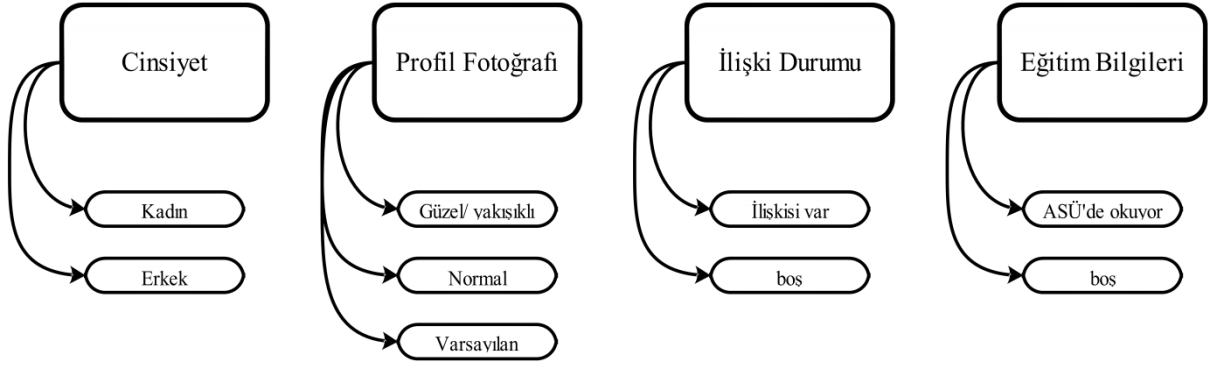 Cinsiyet
Kadın
Erkek
Profil Fotoğrafı
Güzel/ yakışıklı
Normal
Varsayılan
İlişki Durumu
İlişkisi var
boş
Eğitim Bilgileri
ASÜ'de okuyor
boş